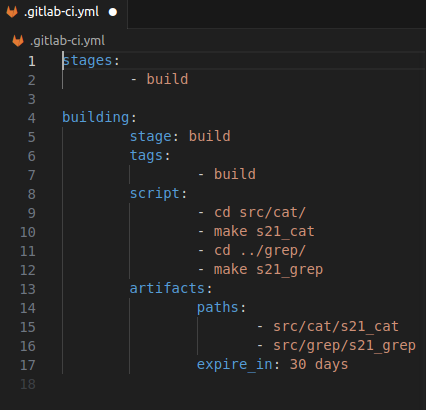 .gitlab-ci.yml
.gitlab-ci.yml
1 stages:
2 - build
3
4 building:
5 stage: build
6 tags:
7 - build
8 script:
9 - cd src/cat/
10 - make s21_cat
11 - cd ../grep/
12 - make s21_grep
13 artifacts:
14 paths:
15 - src/cat/s21_cat
16 - src/grep/s21_grep
17 expire_in: 30 days
18